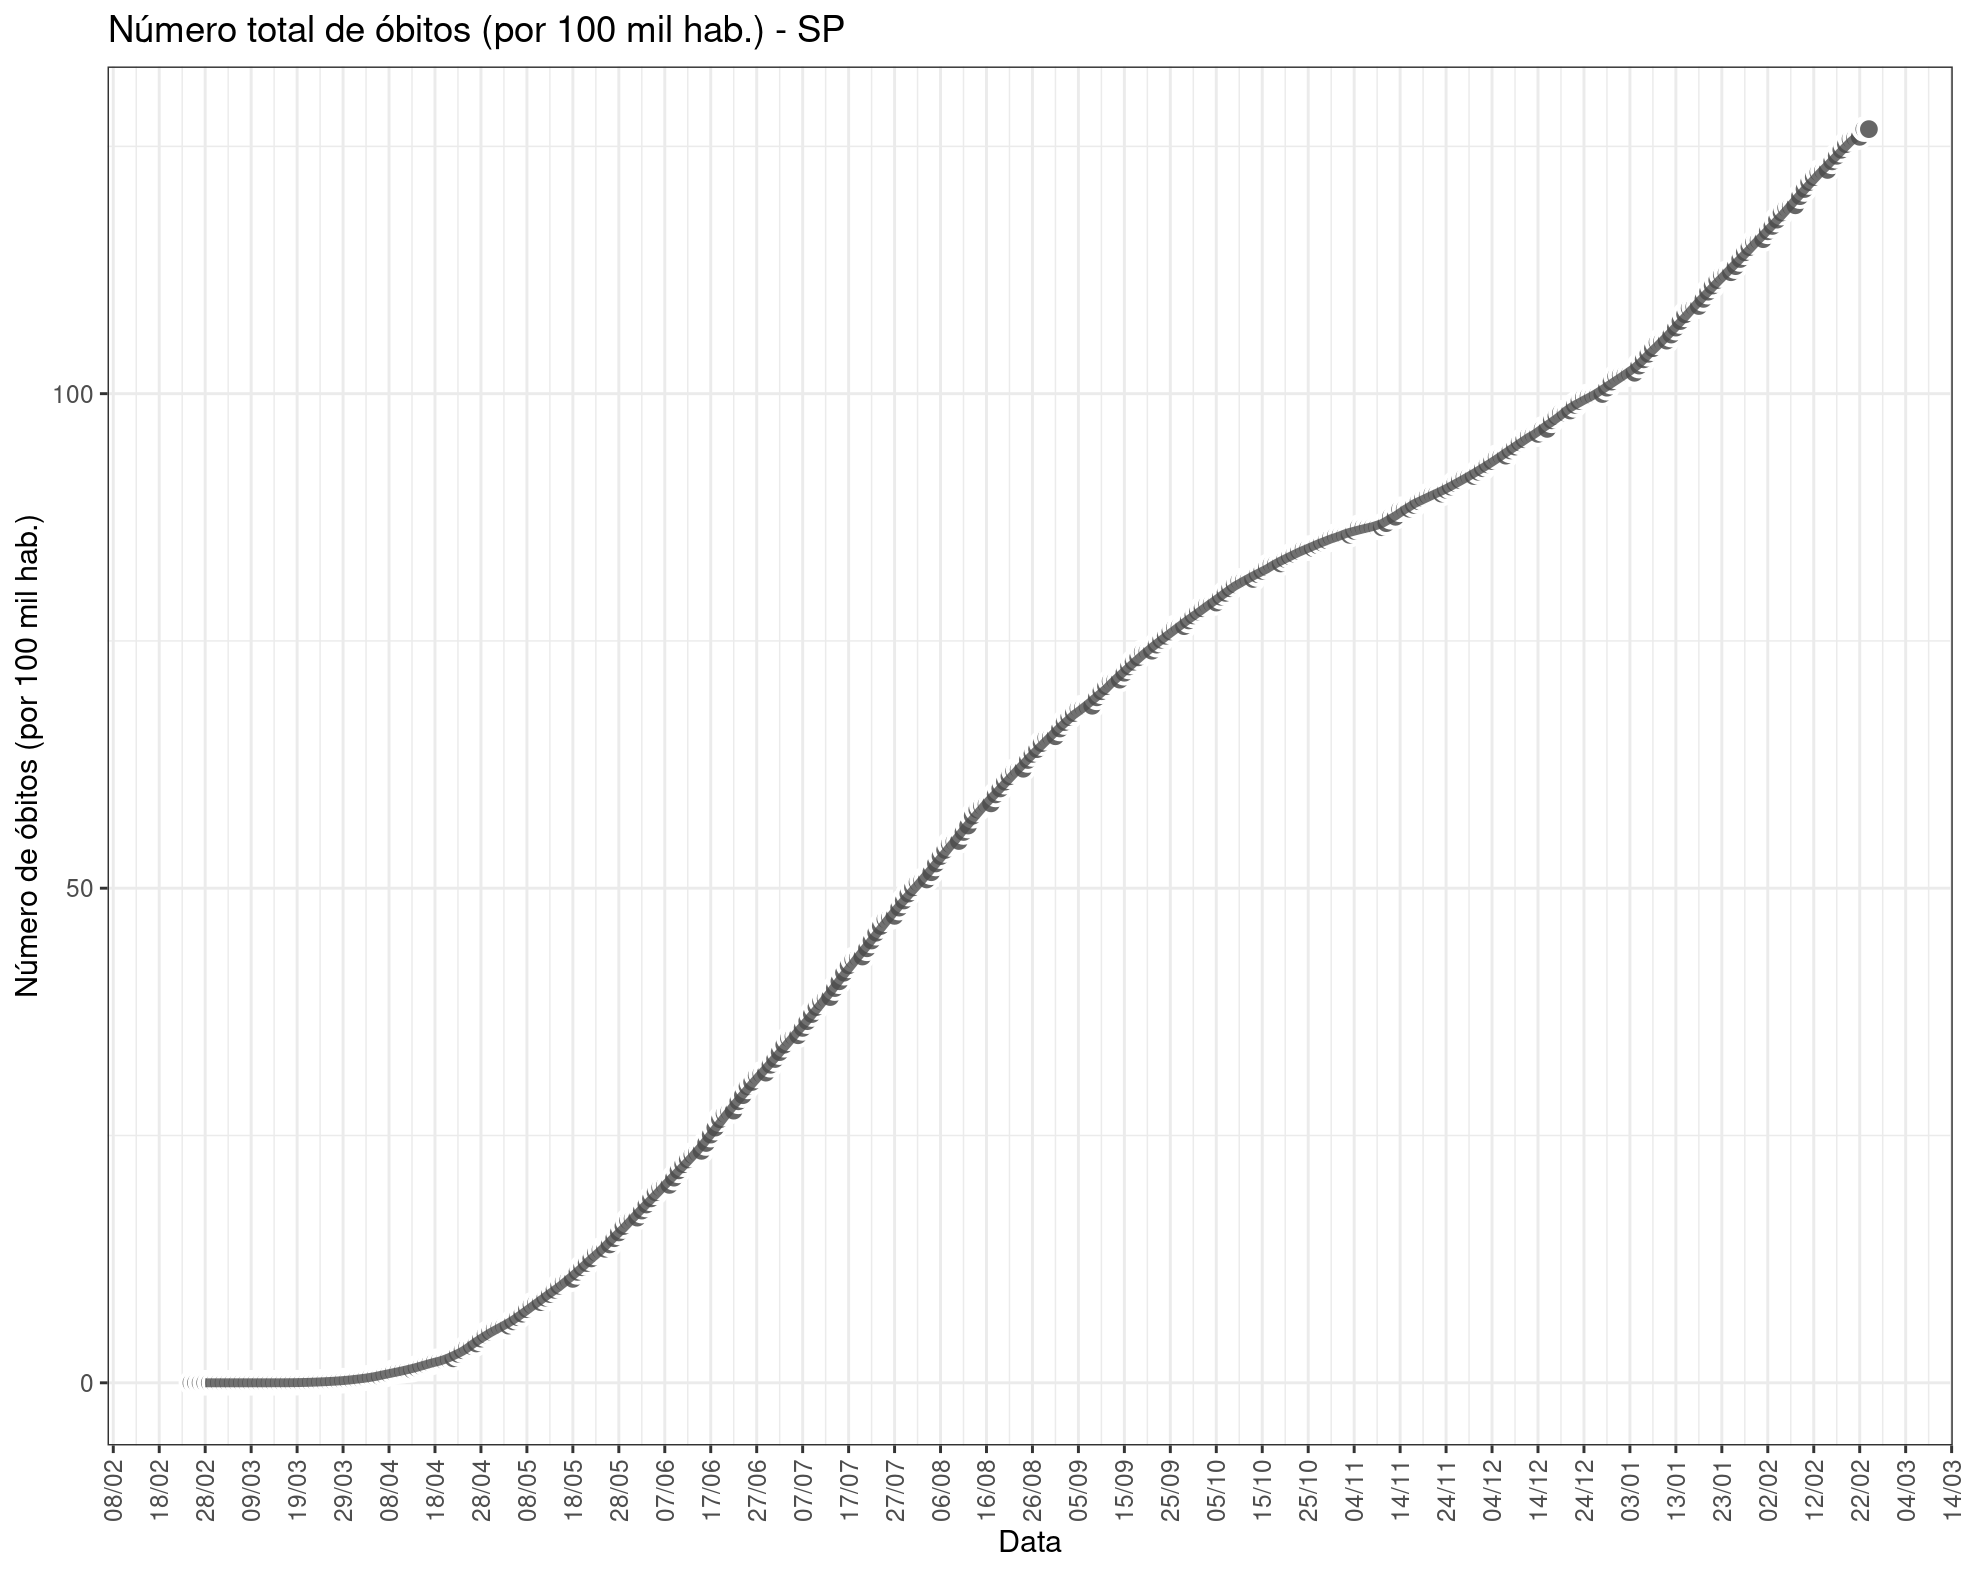 Número total de óbitos (por 100 mil hab.) - SP
Número de óbitos (por 100 mil hab.)
100
50
0
08/02 18/02 28/02 09/03 19/03 29/03 08/04 18/04 28/04 08/05 18/05 28/05 07/06 17/06 27/06 07/07 17/07 27/07 06/08 16/08 26/08 05/09 15/09 25/09 05/10 15/10 25/10 04/11 14/11 24/11 04/12 14/12 24/12 03/01 13/01 23/01 02/02 12/02 22/02 04/03 14/03
Data